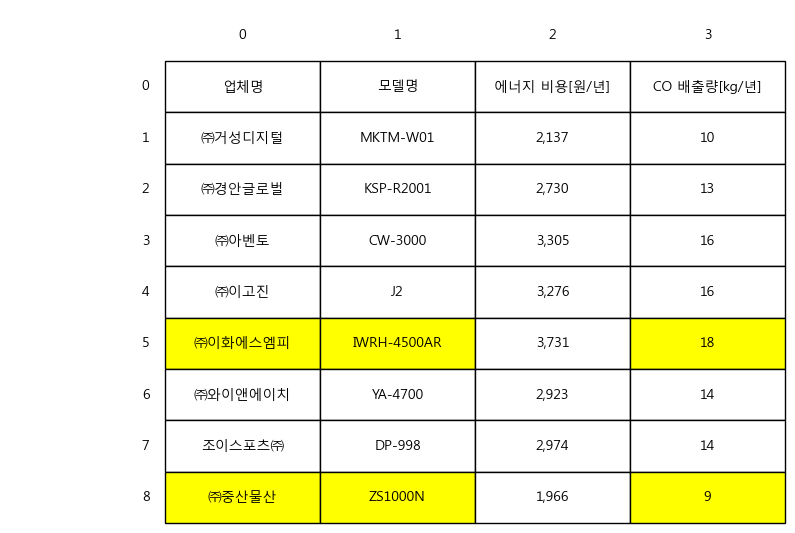 0 1 2 3
0 업체명 모델명 에너지 비용[원/년] CO 배출량[kg/년]
1 ㈜거성디지털 MKTM-W01 2,137 10
2 ㈜경안글로벌 KSP-R2001 2,730 13
3 ㈜아벤토 CW-3000 3,305 16
4 ㈜이고진 J2 3,276 16
5 ㈜이화에스엠피 IWRH-4500AR 3,731 18
6 ㈜와이앤에이치 YA-4700 2,923 14
7 조이스포츠㈜ DP-998 2,974 14
8 ㈜중산물산 ZS1000N 1,966 9